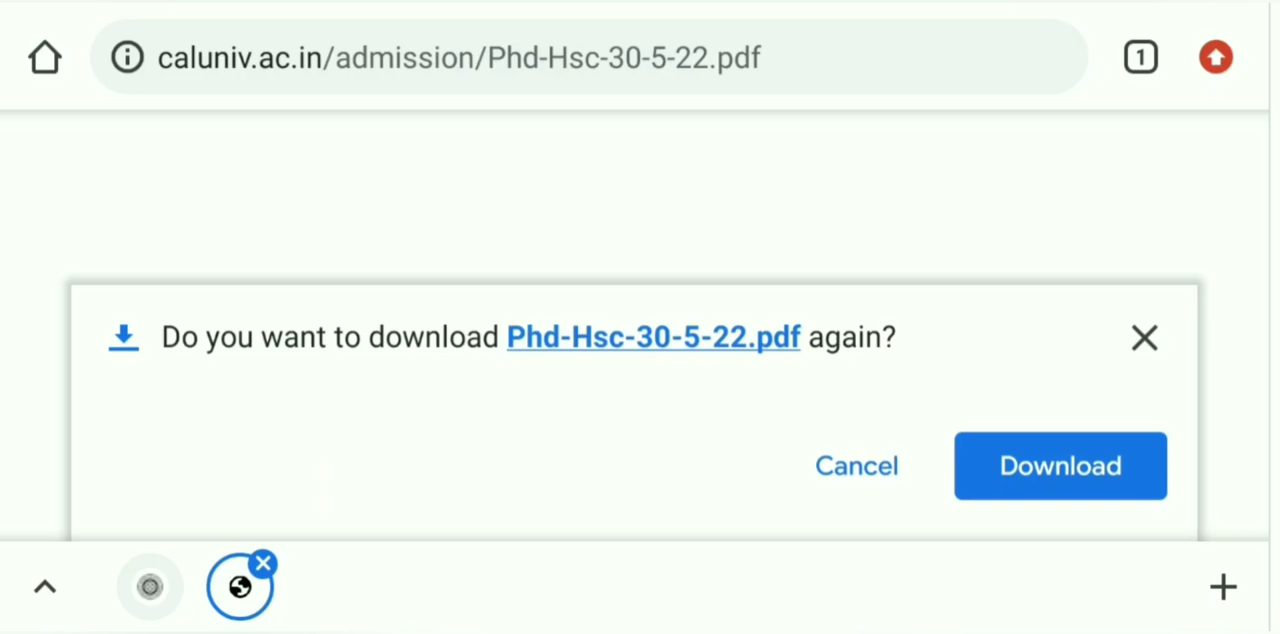 caluniv.ac.in/admission/Phd-Hsc-30-5-22.pdf
1
Do you want to download Phd-Hsc-30-5-22.pdf again?
Cancel
Download